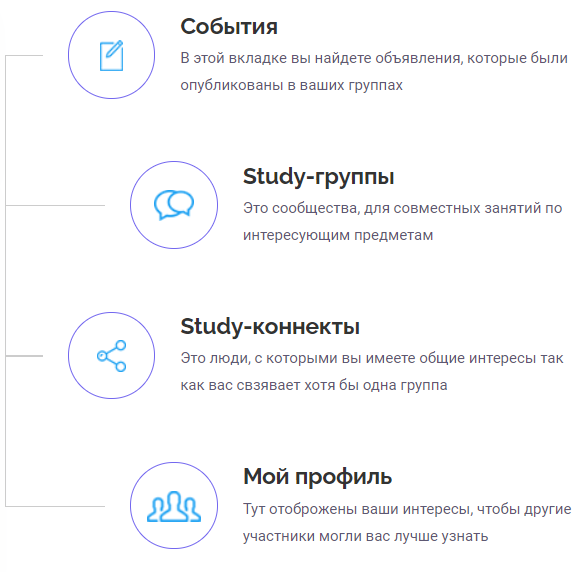 События
В этой вкладке вы найдете объявления, которые были
опубликованы в ваших группах
Study-группы
Это сообщества, для совместных занятий по
интересующим предметам
Study-коннекты
Это люди, с которыми вы имеете общие интересы так
как вас свзявает хотя бы одна группа
Мой профиль
Тут отоброжены ваши интересы, чтобы другие
участники могли вас лучше узнать